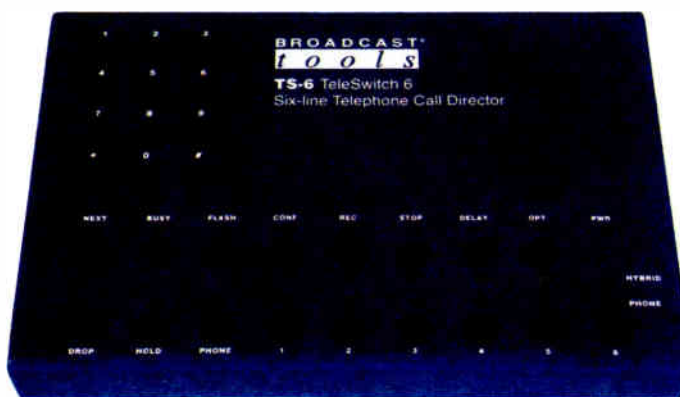 1 2 3
BROADCAST®
tools
4 5 6
TS-6 TeleSwitch 6
Six-line Telephone Call Director
7 8 9
* 0 #
NEXT BUSY FLASH CONF REC STOP DELAY OPT PWR
HYBRID
PHONE
DROP HOLD PHONE 1 2 3 4 5 6